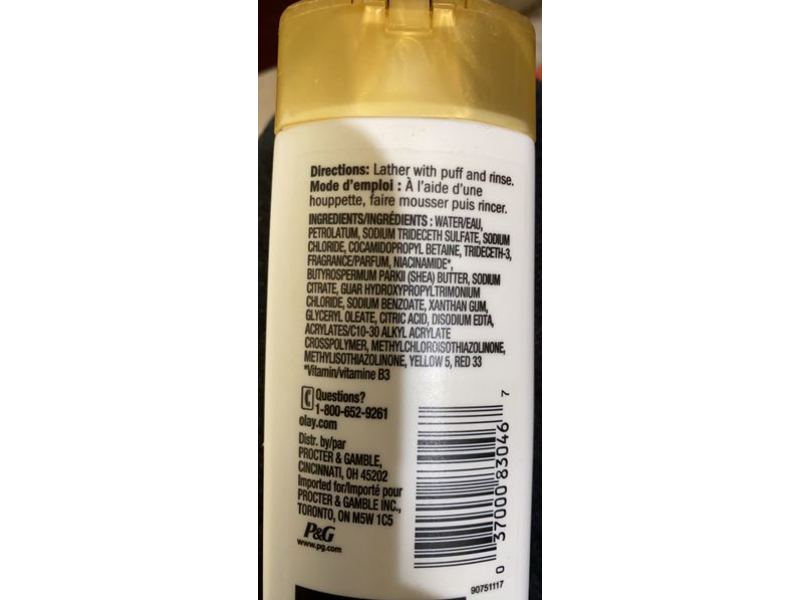 Directions: Lather with puff and rinse.
Mode d'emploi : À l'aide d'une
houppette, faire mousser puis rincer.
INGREDIENTS/INGRÉDIENTS : WATER/EAU,
PETROLATUM, SODIUM TRIDECETH SULFATE, SODIUM
CHLORIDE, COCAMIDOPROPYL BETAINE, TRIDECETH-3,
FRAGRANCE/PARFUM, NIACINAMIDE*,
BUTYROSPERMUM PARKII (SHEA) BUTTER, SODIUM
CITRATE, GUAR HYDROXYPROPYLTRIMONIUM
CHLORIDE, SODIUM BENZOATE, XANTHAN GUM,
GLYCERYL OLEATE, CITRIC ACID, DISODIUM EDTA,
ACRYLATES/C10-30 ALKYL ACRYLATE
CROSSPOLYMER, METHYLCHLOROISOTHIAZOLINONE,
METHYLISOTHIAZOLINONE, YELLOW 5, RED 33
*Vitamin/vitamine B3
Questions?
1-800-652-9261
olay.com
Distr. by/par
PROCTER & GAMBLE,
CINCINNATI, OH 45202
Imported for/Importé pour
PROCTER & GAMBLE INC.,
TORONTO, ON M5W 1C5
P&G
www.pg.com
0 37000 83046 7
90751117